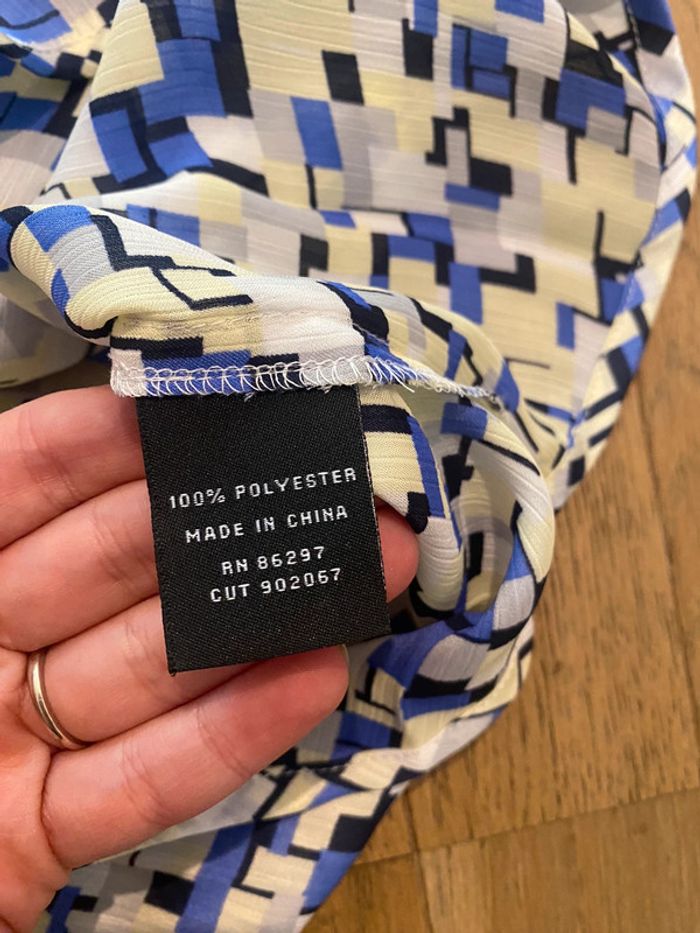 100% POLYESTER
MADE IN CHINA
RN 86297
CUT 902067